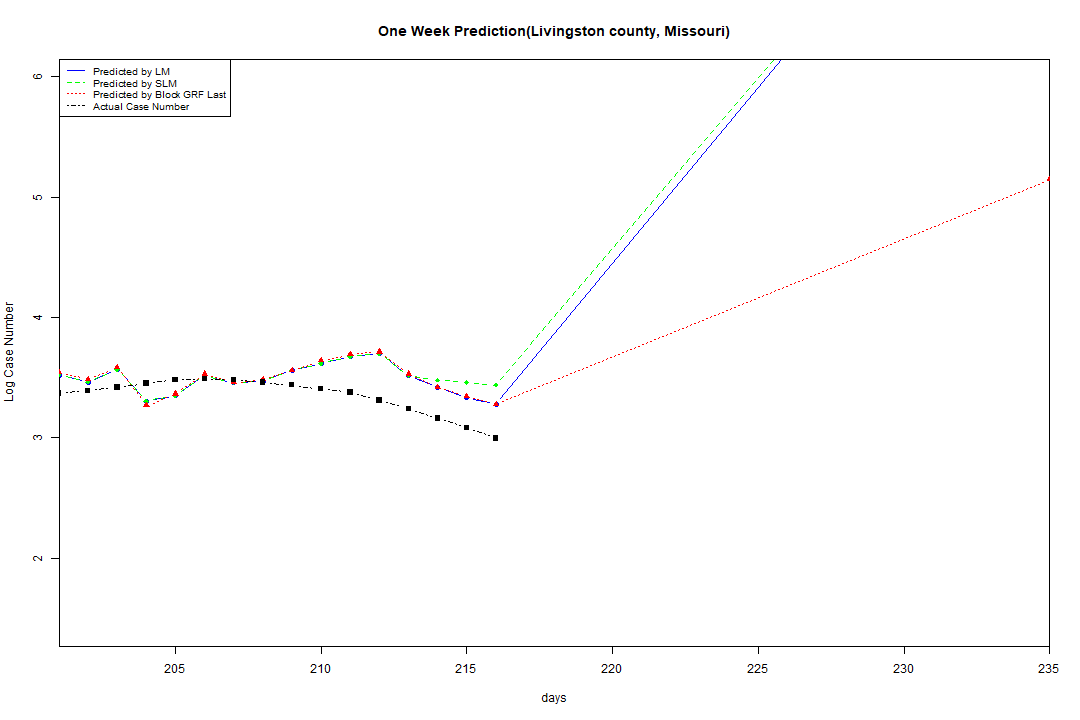 One Week Prediction(Livingston county, Missouri)
Predicted by LM
Predicted by SLM
Predicted by Block GRF Last
Actual Case Number
6
5
4
3
2
Log Case Number
205 210 215 220 225 230 235
days